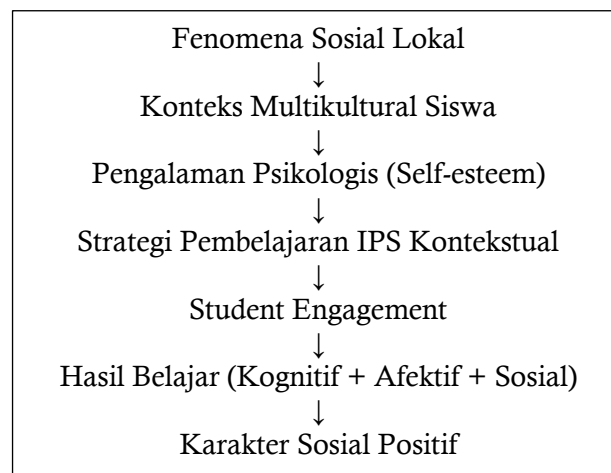 Fenomena Sosial Lokal
↓
Konteks Multikultural Siswa
↓
Pengalaman Psikologis (Self-esteem)
↓
Strategi Pembelajaran IPS Kontekstual
↓
Student Engagement
↓
Hasil Belajar (Kognitif + Afektif + Sosial)
↓
Karakter Sosial Positif